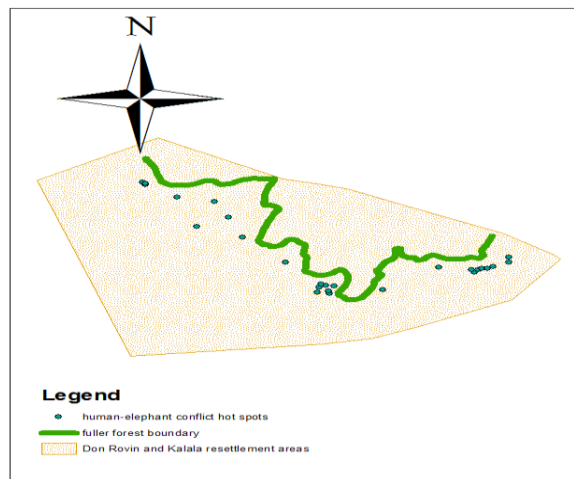 N
Legend
human-elephant conflict hot spots
fuller forest boundary
Don Rovin and Kalala resettlement areas